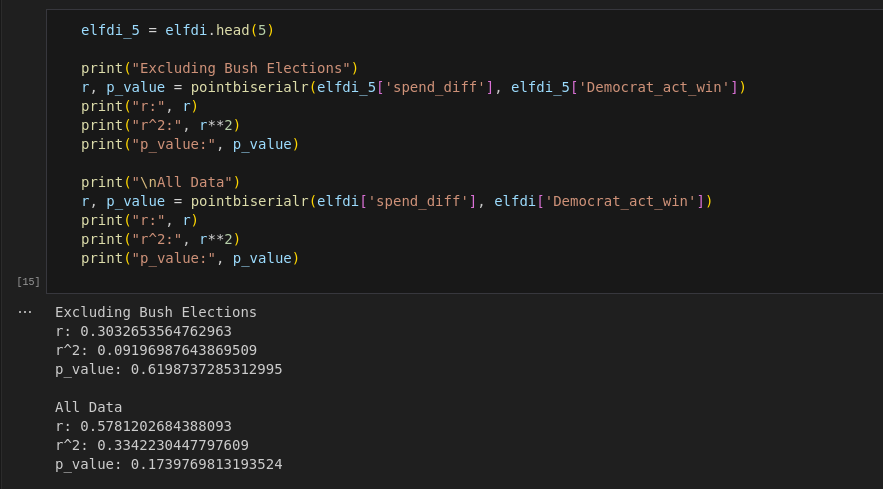 elfdi_5 = elfdi.head(5)
print("Excluding Bush Elections")
r, p_value = pointbiserialr(elfdi_5['spend_diff'], elfdi_5['Democrat_act_win'])
print("r:", r)
print("r^2:", r**2)
print("p_value:", p_value)
print("\nAll Data")
r, p_value = pointbiserialr(elfdi['spend_diff'], elfdi['Democrat_act_win'])
print("r:", r)
print("r^2:", r**2)
print("p_value:", p_value)
[15]
... Excluding Bush Elections
r: 0.3032653564762963
r^2: 0.09196987643869509
p_value: 0.6198737285312995
All Data
r: 0.5781202684388093
r^2: 0.3342230447797609
p_value: 0.1739769813193524